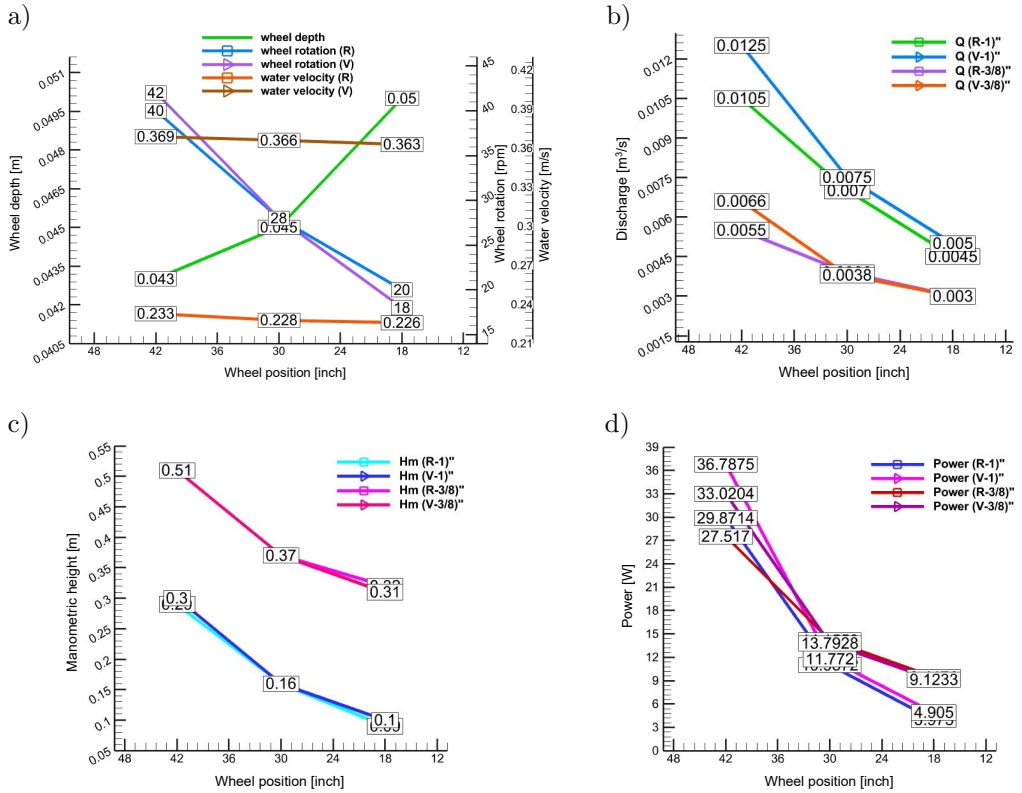 a)
wheel depth
wheel rotation (R)
wheel rotation (V)
water velocity (R)
water velocity (V)
0.051
0.0495
0.048
0.0465
0.045
0.0435
0.042
0.0405
Wheel depth [m]
42
40
0.369
0.366
0.363
0.05
28
0.045
0.043
20
18
0.233
0.228
0.226
45
40
35
30
25
20
15
Wheel rotation [rpm]
0.42
0.39
0.36
0.33
0.3
0.27
0.24
0.21
Water velocity [m/s]
48 42 36 30 24 18 12
Wheel position [inch]
b)
Q (R-1)"
Q (V-1)"
Q (R-3/8)"
Q (V-3/8)"
0.012
0.0105
0.009
0.0075
0.006
0.0045
0.003
0.0015
Discharge [m³/s]
0.0125
0.0105
0.0075
0.007
0.0066
0.0055
0.005
0.0045
0.0038
0.003
48 42 36 30 24 18 12
Wheel position [inch]
c)
Hm (R-1)"
Hm (V-1)"
Hm (R-3/8)"
Hm (V-3/8)"
0.55
0.5
0.45
0.4
0.35
0.3
0.25
0.2
0.15
0.1
0.05
Manometric height [m]
0.51
0.37
0.31
0.3
0.16
0.1
48 42 36 30 24 18 12
Wheel position [inch]
d)
Power (R-1)"
Power (V-1)"
Power (R-3/8)"
Power (V-3/8)"
39
36
33
30
27
24
21
18
15
12
9
6
3
0
Power [W]
36.7875
33.0204
29.8714
27.517
13.7928
11.772
9.1233
4.905
48 42 36 30 24 18 12
Wheel position [inch]